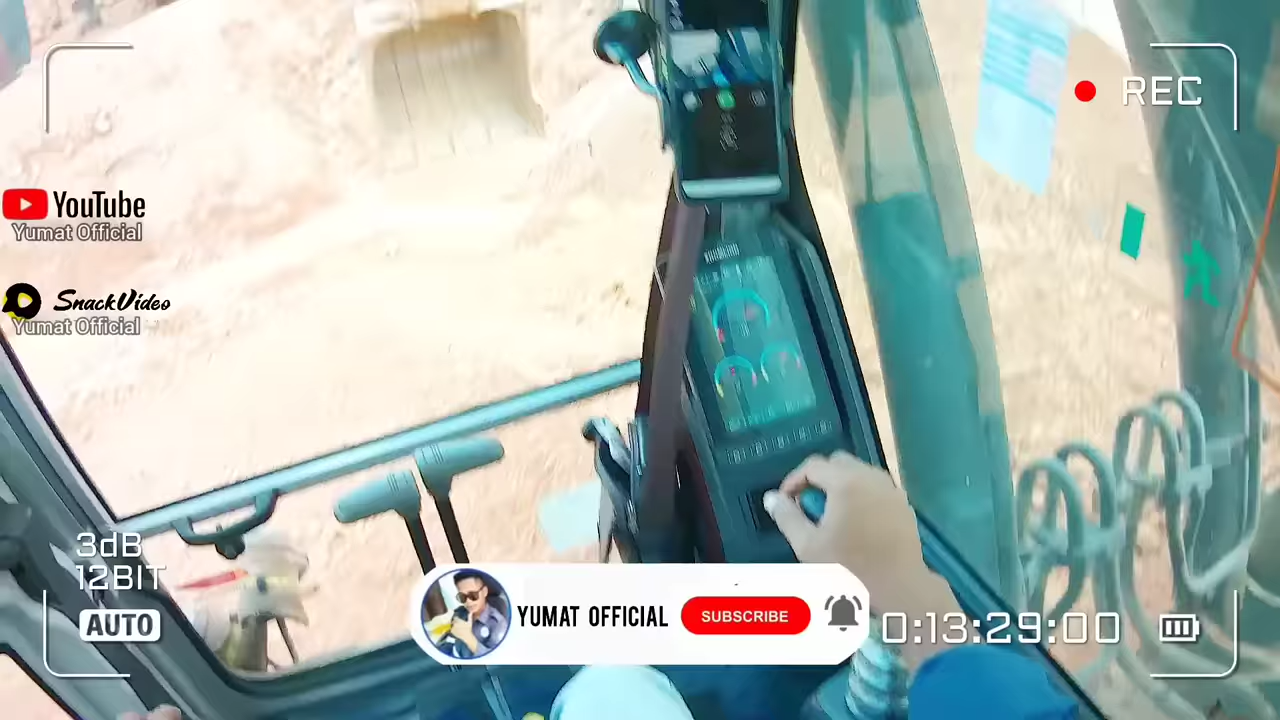 REC
YouTube
Yumat Official
SnackVideo
Yumat Official
3dB
12BIT
AUTO
YUMAT OFFICIAL
SUBSCRIBE
0:13:29:00